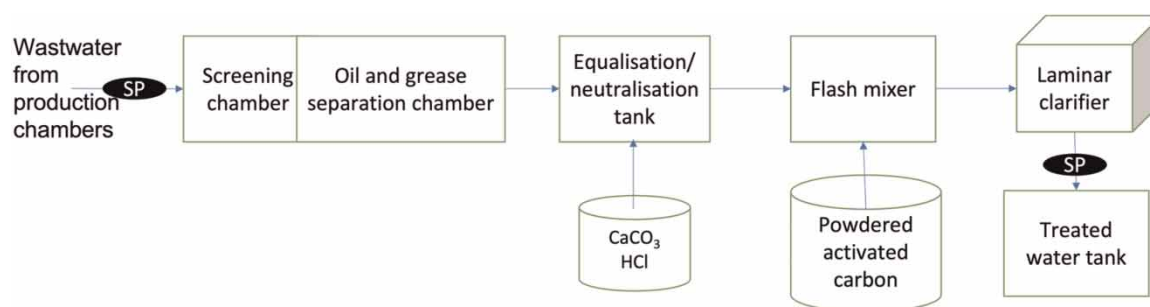 Wastwater
from
production
chambers
SP
Screening
chamber
Oil and grease
separation chamber
Equalisation/
neutralisation
tank
CaCO₃
HCl
Flash mixer
Powdered
activated
carbon
Laminar
clarifier
SP
Treated
water tank